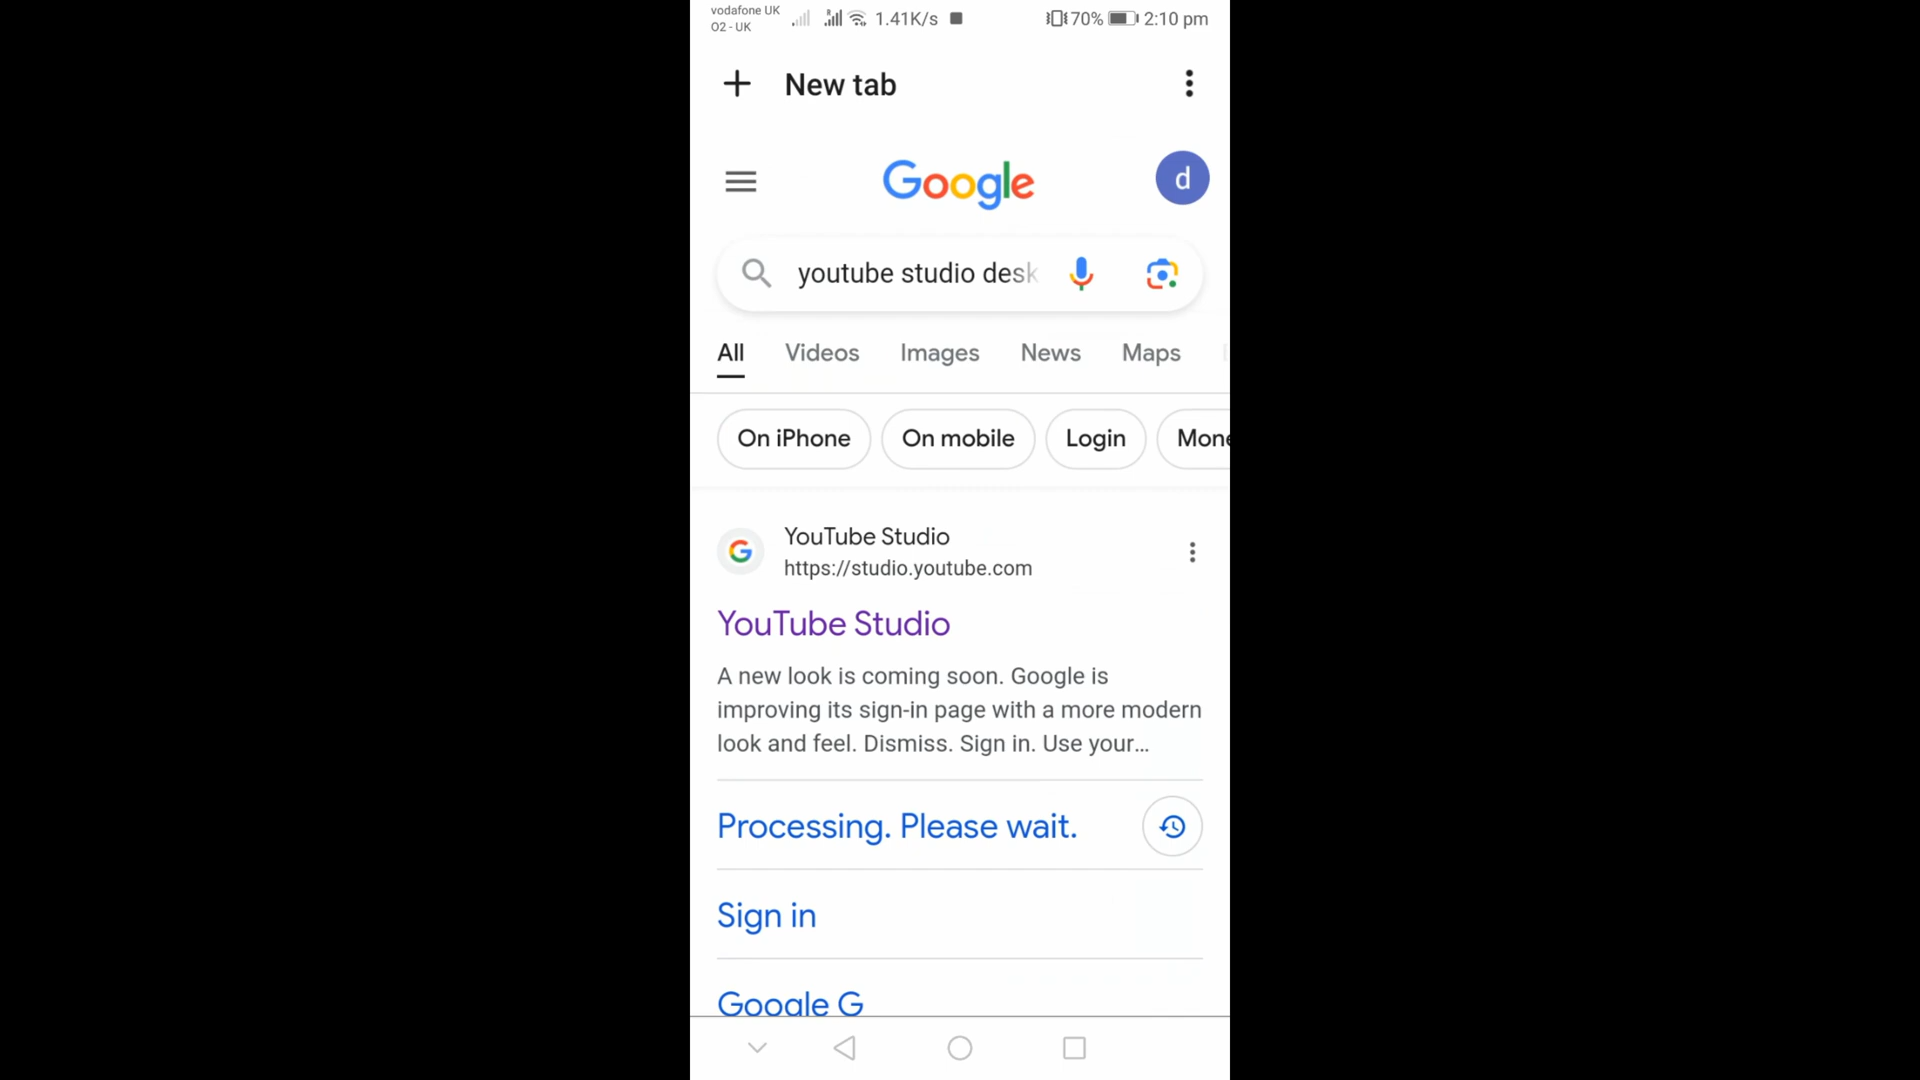 vodafone UK
O2 - UK
1.41K/s
70%
2:10 pm
New tab
Google
d
youtube studio desk
All
Videos
Images
News
Maps
On iPhone
On mobile
Login
Mone
YouTube Studio
https://studio.youtube.com
YouTube Studio
A new look is coming soon. Google is
improving its sign-in page with a more modern
look and feel. Dismiss. Sign in. Use your...
Processing. Please wait.
Sign in
Google G